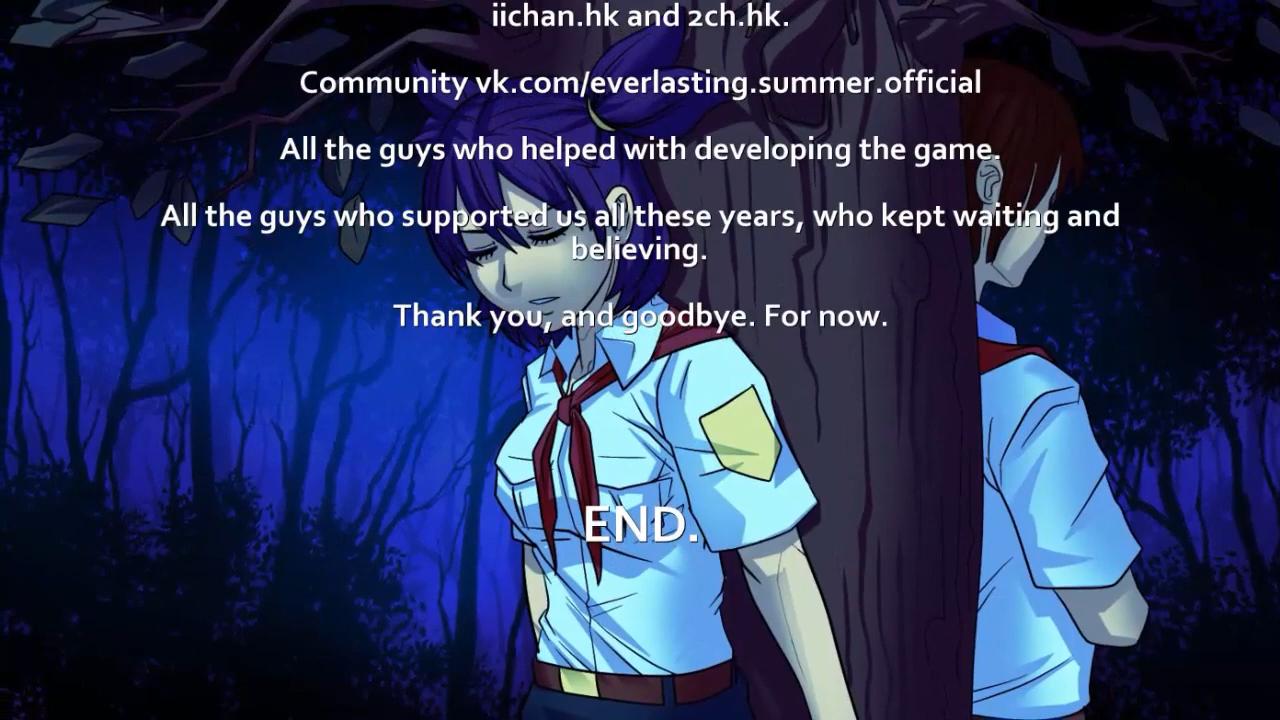 iichan.hk and 2ch.hk.
Community vk.com/everlasting.summer.official
All the guys who helped with developing the game.
All the guys who supported us all these years, who kept waiting and
believing.
Thank you, and goodbye. For now.
END.